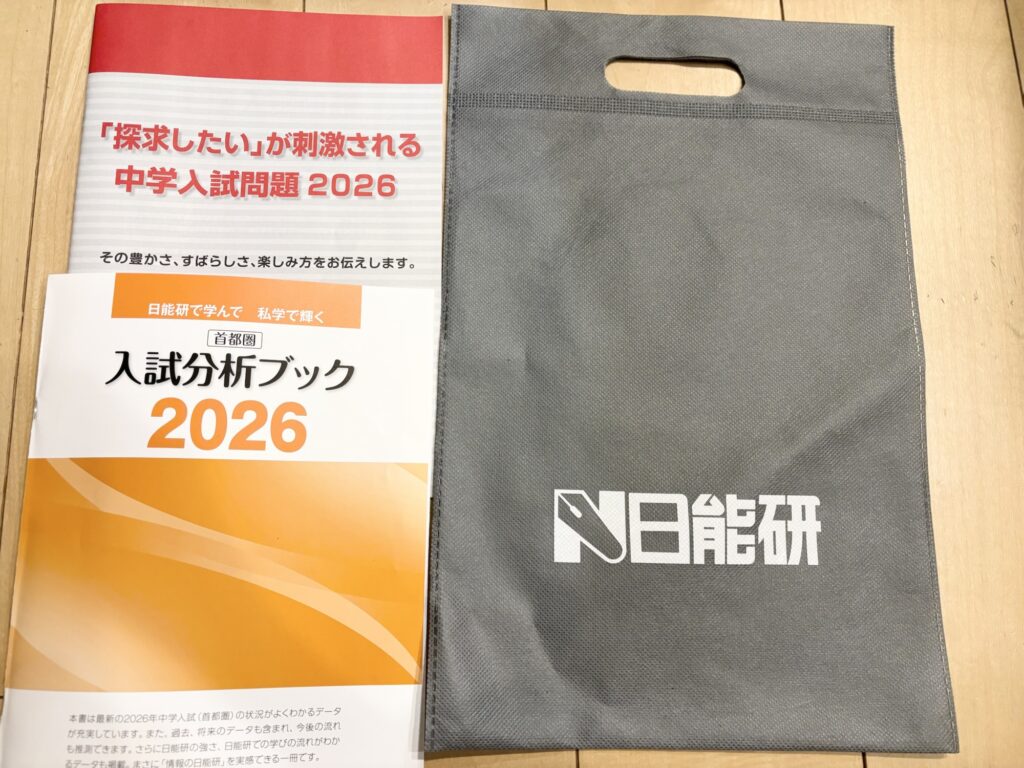 「探求したい」が刺激される
中学入試問題 2026
その豊かさ、すばらしさ、楽しみ方をお伝えします。
日能研で学んで 私学で輝く
首都圏
入試分析ブック
2026
本書は最新の2026年中学入試(首都圏)の状況がよくわかるデータ
が充実しています。また、過去、将来のデータも含まれ、今後の流れ
も推測できます。さらに日能研の強さ、日能研での学びの流れがわか
るデータも掲載。まさに「情報の日能研」を実感できる一冊です。
N日能研